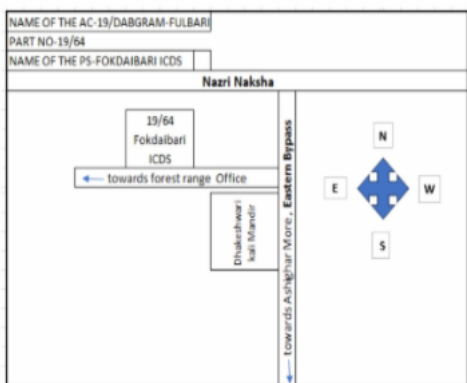 NAME OF THE AC-19/DABGRAM-FULBARI
PART NO-19/64
NAME OF THE PS-FOKDAIBARI ICDS
Nazri Naksha
19/64
Fokdaibari
ICDS
towards forest range Office
Dhakeshwari
kali Mandir
towards Ashighar More, Eastern Bypass
N
E
W
S